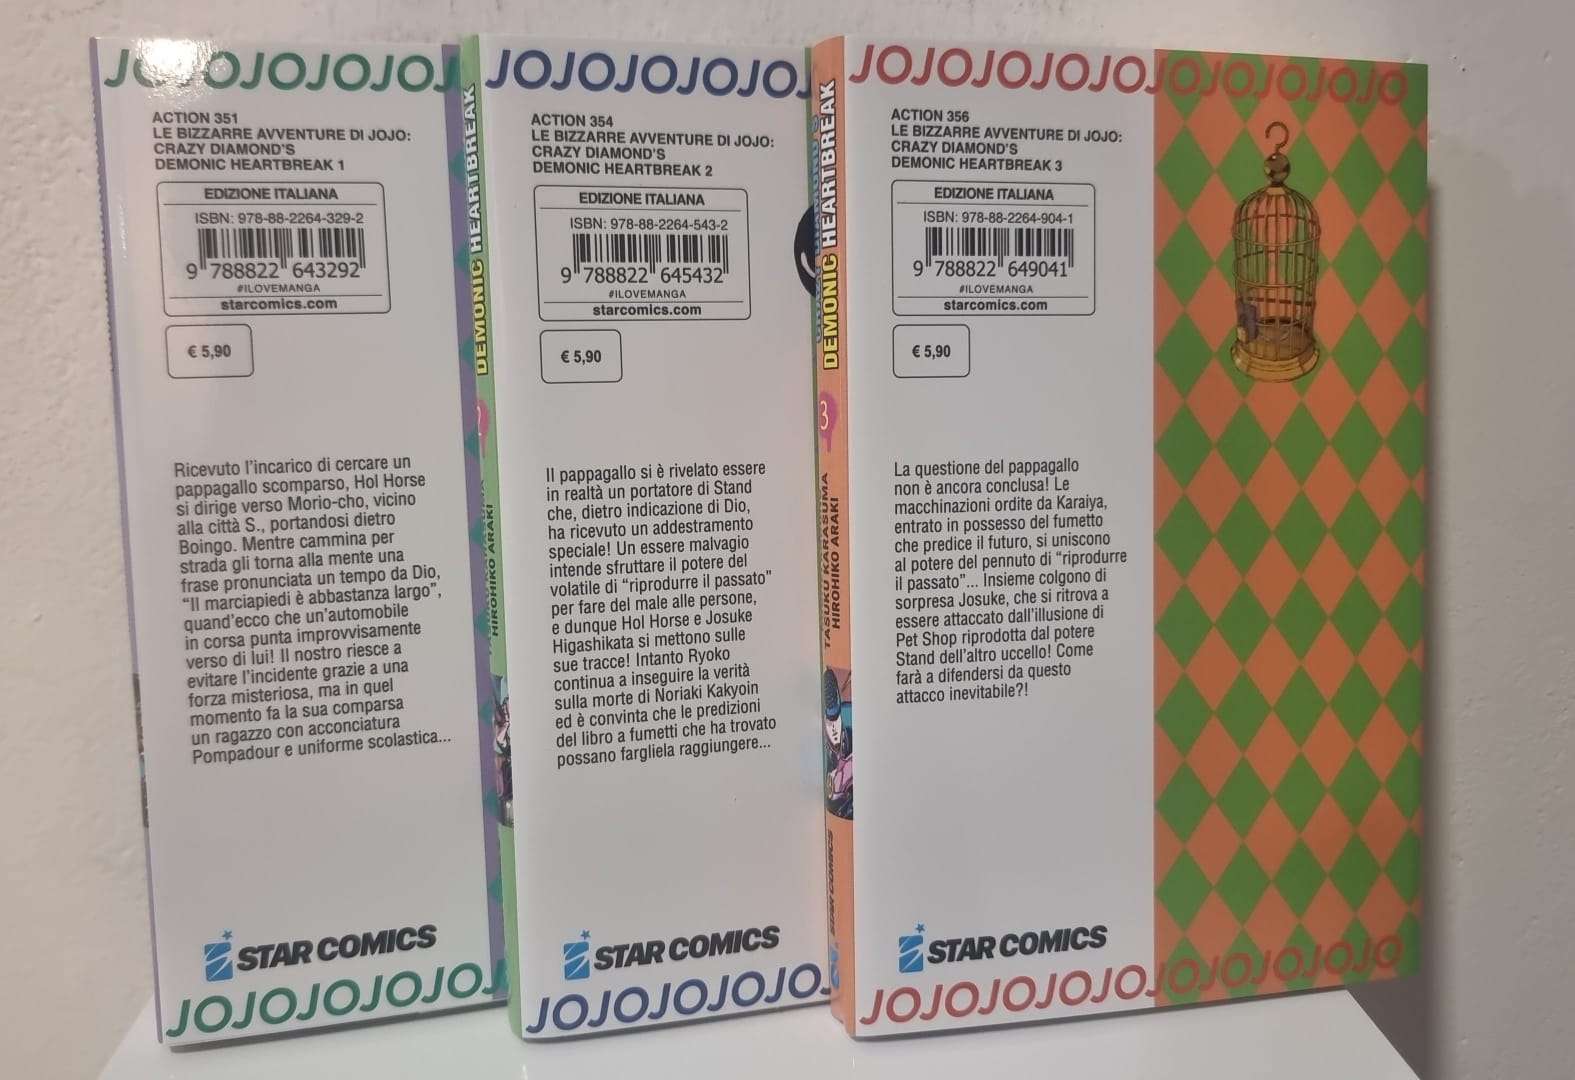 JOJOJOJOJOJ
ACTION 351
LE BIZZARRE AVVENTURE DI JOJO:
CRAZY DIAMOND'S
DEMONIC HEARTBREAK 1
EDIZIONE ITALIANA
ISBN: 978-88-2264-329-2
9 788822 643292
#ILOVEMANGA
starcomics.com
€ 5,90
Ricevuto l'incarico di cercare un
pappagallo scomparso, Hol Horse
si dirige verso Morio-cho, vicino
alla città S., portandosi dietro
Boingo. Mentre cammina per
strada gli torna alla mente una
frase pronunciata un tempo da Dio,
“Il marciapiedi è abbastanza largo”,
quand'ecco che un'automobile
in corsa punta improvvisamente
verso di lui! Il nostro riesce a
evitare l'incidente grazie a una
forza misteriosa, ma in quel
momento fa la sua comparsa
un ragazzo con acconciatura
Pompadour e uniforme scolastica...
STAR COMICS
JOJOJOJOJOJ
DEMONIC HEARTBREAK
2
HIROHIKO ARAKI
JOJOJOJOJOJ
ACTION 354
LE BIZZARRE AVVENTURE DI JOJO:
CRAZY DIAMOND'S
DEMONIC HEARTBREAK 2
EDIZIONE ITALIANA
ISBN: 978-88-2264-543-2
9 788822 645432
#ILOVEMANGA
starcomics.com
€ 5,90
Il pappagallo si è rivelato essere
in realtà un portatore di Stand
che, dietro indicazione di Dio,
ha ricevuto un addestramento
speciale! Un essere malvagio
intende sfruttare il potere del
volatile di “riprodurre il passato”
per fare del male alle persone,
e dunque Hol Horse e Josuke
Higashikata si mettono sulle
sue tracce! Intanto Ryoko
continua a inseguire la verità
sulla morte di Noriaki Kakyoin
ed è convinta che le predizioni
del libro a fumetti che ha trovato
possano fargliela raggiungere...
STAR COMICS
JOJOJOJOJOJ
DEMONIC HEARTBREAK
3
TASUKU KARASUMA
HIROHIKO ARAKI
STAR COMICS
JOJOJOJOJOJOJOJOJO
ACTION 356
LE BIZZARRE AVVENTURE DI JOJO:
CRAZY DIAMOND'S
DEMONIC HEARTBREAK 3
EDIZIONE ITALIANA
ISBN: 978-88-2264-904-1
9 788822 649041
#ILOVEMANGA
starcomics.com
€ 5,90
La questione del pappagallo
non è ancora conclusa! Le
macchinazioni ordite da Karaiya,
entrato in possesso del fumetto
che predice il futuro, si uniscono
al potere del pennuto di “riprodurre
il passato”... Insieme colgono di
sorpresa Josuke, che si ritrova a
essere attaccato dall'illusione di
Pet Shop riprodotta dal potere
Stand dell'altro uccello! Come
farà a difendersi da questo
attacco inevitabile?!
STAR COMICS
JOJOJOJOJOJOJOJOJO